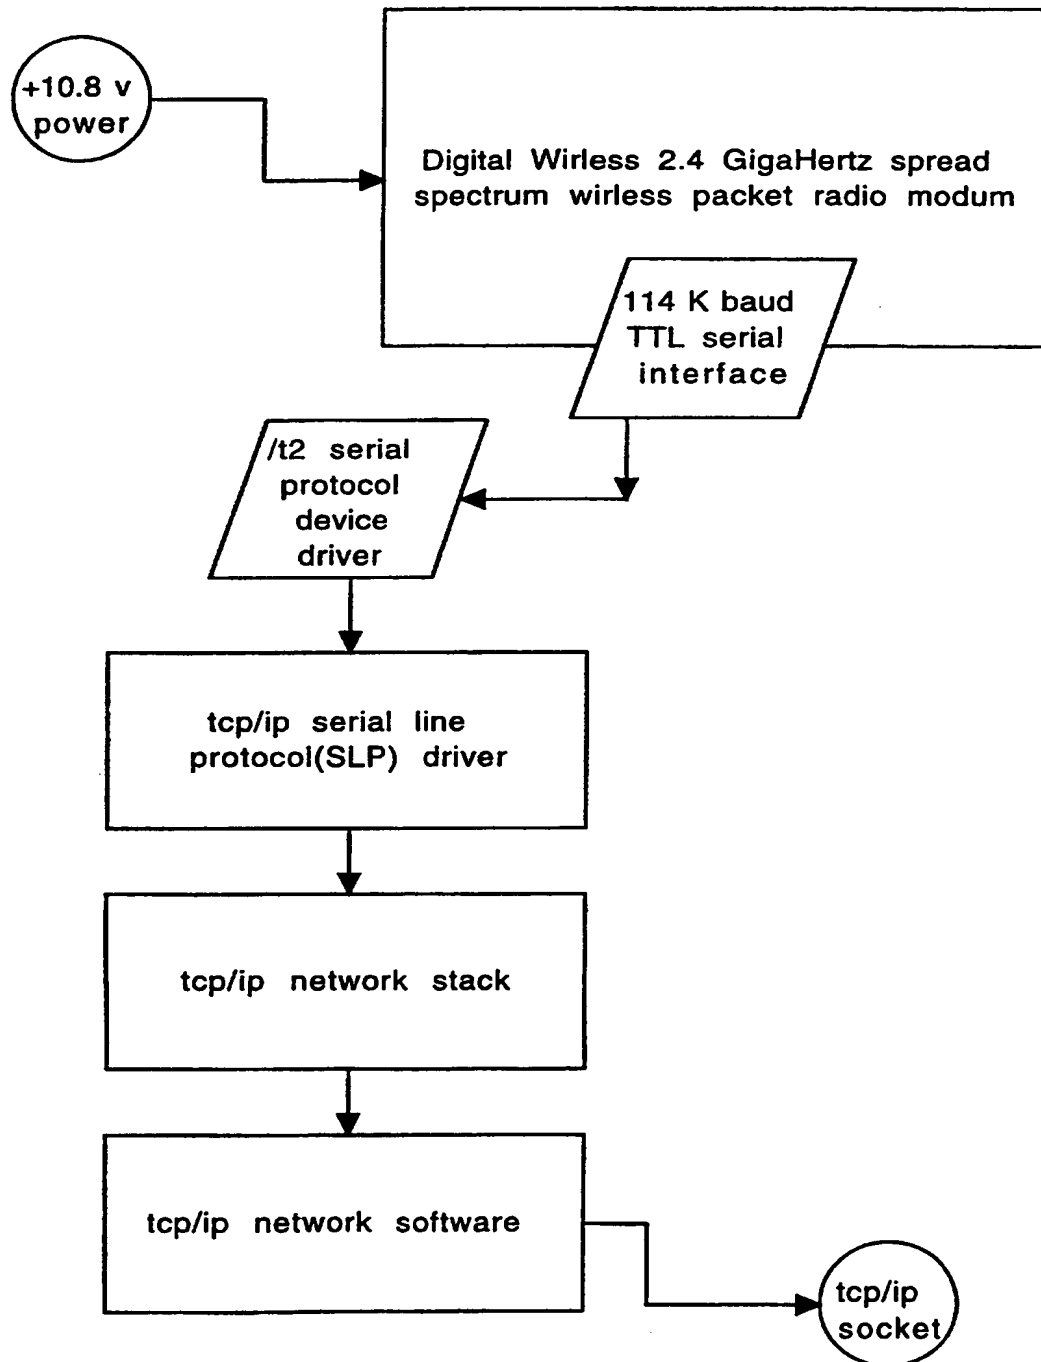 +10.8 v
power
Digital Wirless 2.4 GigaHertz spread
spectrum wirless packet radio modum
114 K baud
TTL serial
interface
/t2 serial
protocol
device
driver
tcp/ip serial line
protocol(SLP) driver
tcp/ip network stack
tcp/ip network software
tcp/ip
socket